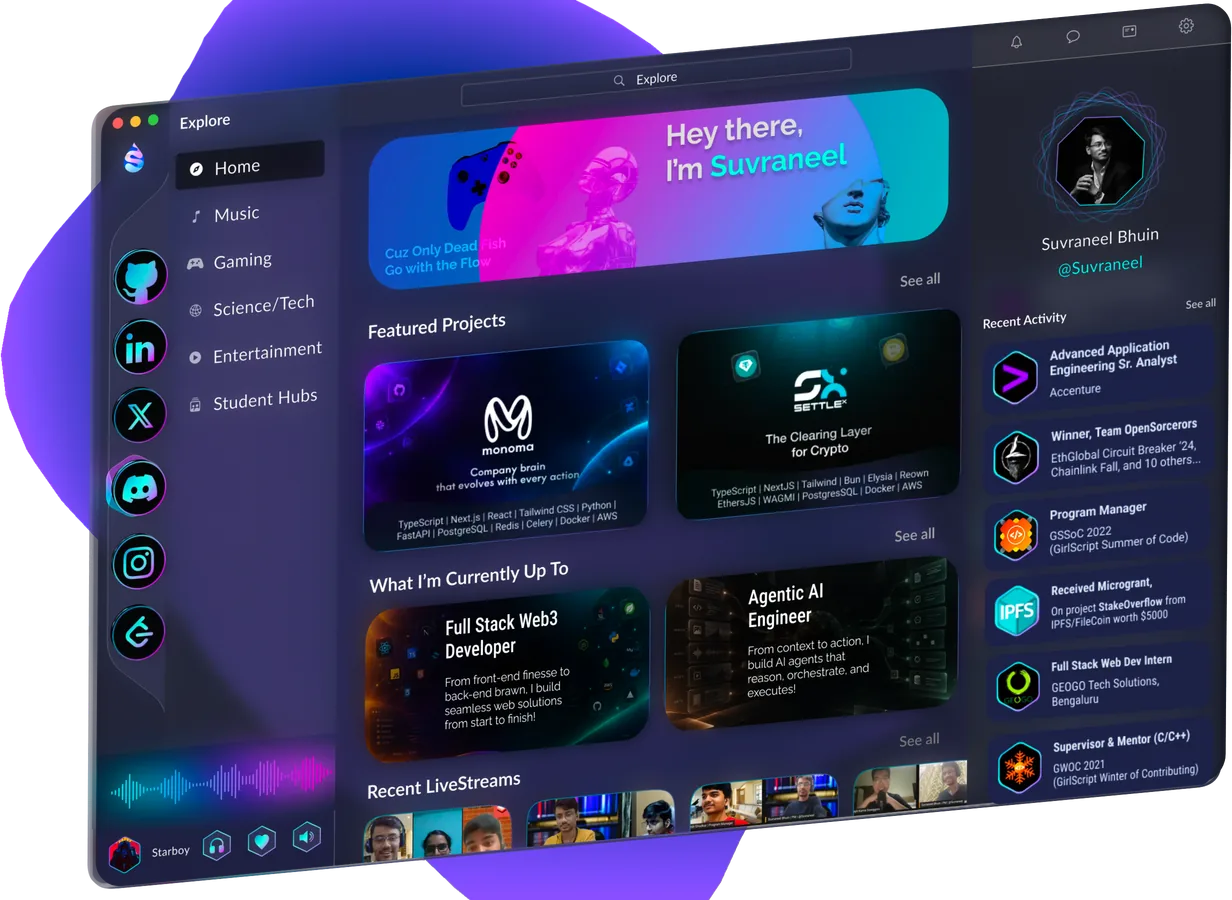 Explore
Explore
Home
Music
Gaming
Science/Tech
Entertainment
Student Hubs
Starboy
Hey there,
I'm Suvraneel
Cuz Only Dead Fish
Go with the Flow
See all
Featured Projects
monoma
Company brain
that evolves with every action
TypeScript | Next.js | React | Tailwind CSS | Python |
FastAPI | PostgreSQL | Redis | Celery | Docker | AWS
SX
SETTLEX
The Clearing Layer
for Crypto
TypeScript | NextJS | Tailwind | Bun | Elysia | Reown
EthersJS | WAGMI | PostgreSQL | Docker | AWS
See all
What I'm Currently Up To
Full Stack Web3
Developer
From front-end finesse to
back-end brawn, I build
seamless web solutions
from start to finish!
Agentic AI
Engineer
From context to action, I
build AI agents that
reason, orchestrate, and
executes!
See all
Recent LiveStreams
Suvraneel Bhuin
@Suvraneel
See all
Recent Activity
Advanced Application
Engineering Sr. Analyst
Accenture
Winner, Team OpenSorcerors
EthGlobal Circuit Breaker '24,
Chainlink Fall, and 10 others...
Program Manager
GSSoC 2022
(GirlScript Summer of Code)
IPFS
Received Microgrant,
On project StakeOverflow from
IPFS/FileCoin worth $5000
GEOGO
Full Stack Web Dev Intern
GEOGO Tech Solutions,
Bengaluru
Supervisor & Mentor (C/C++)
GWOC 2021
(GirlScript Winter of Contributing)